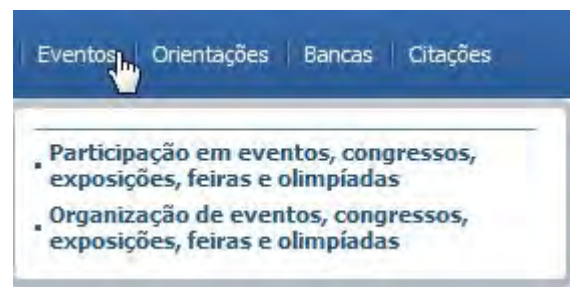 Eventos Orientações Bancas Citações
Participação em eventos, congressos,
exposições, feiras e olimpíadas
Organização de eventos, congressos,
exposições, feiras e olimpíadas